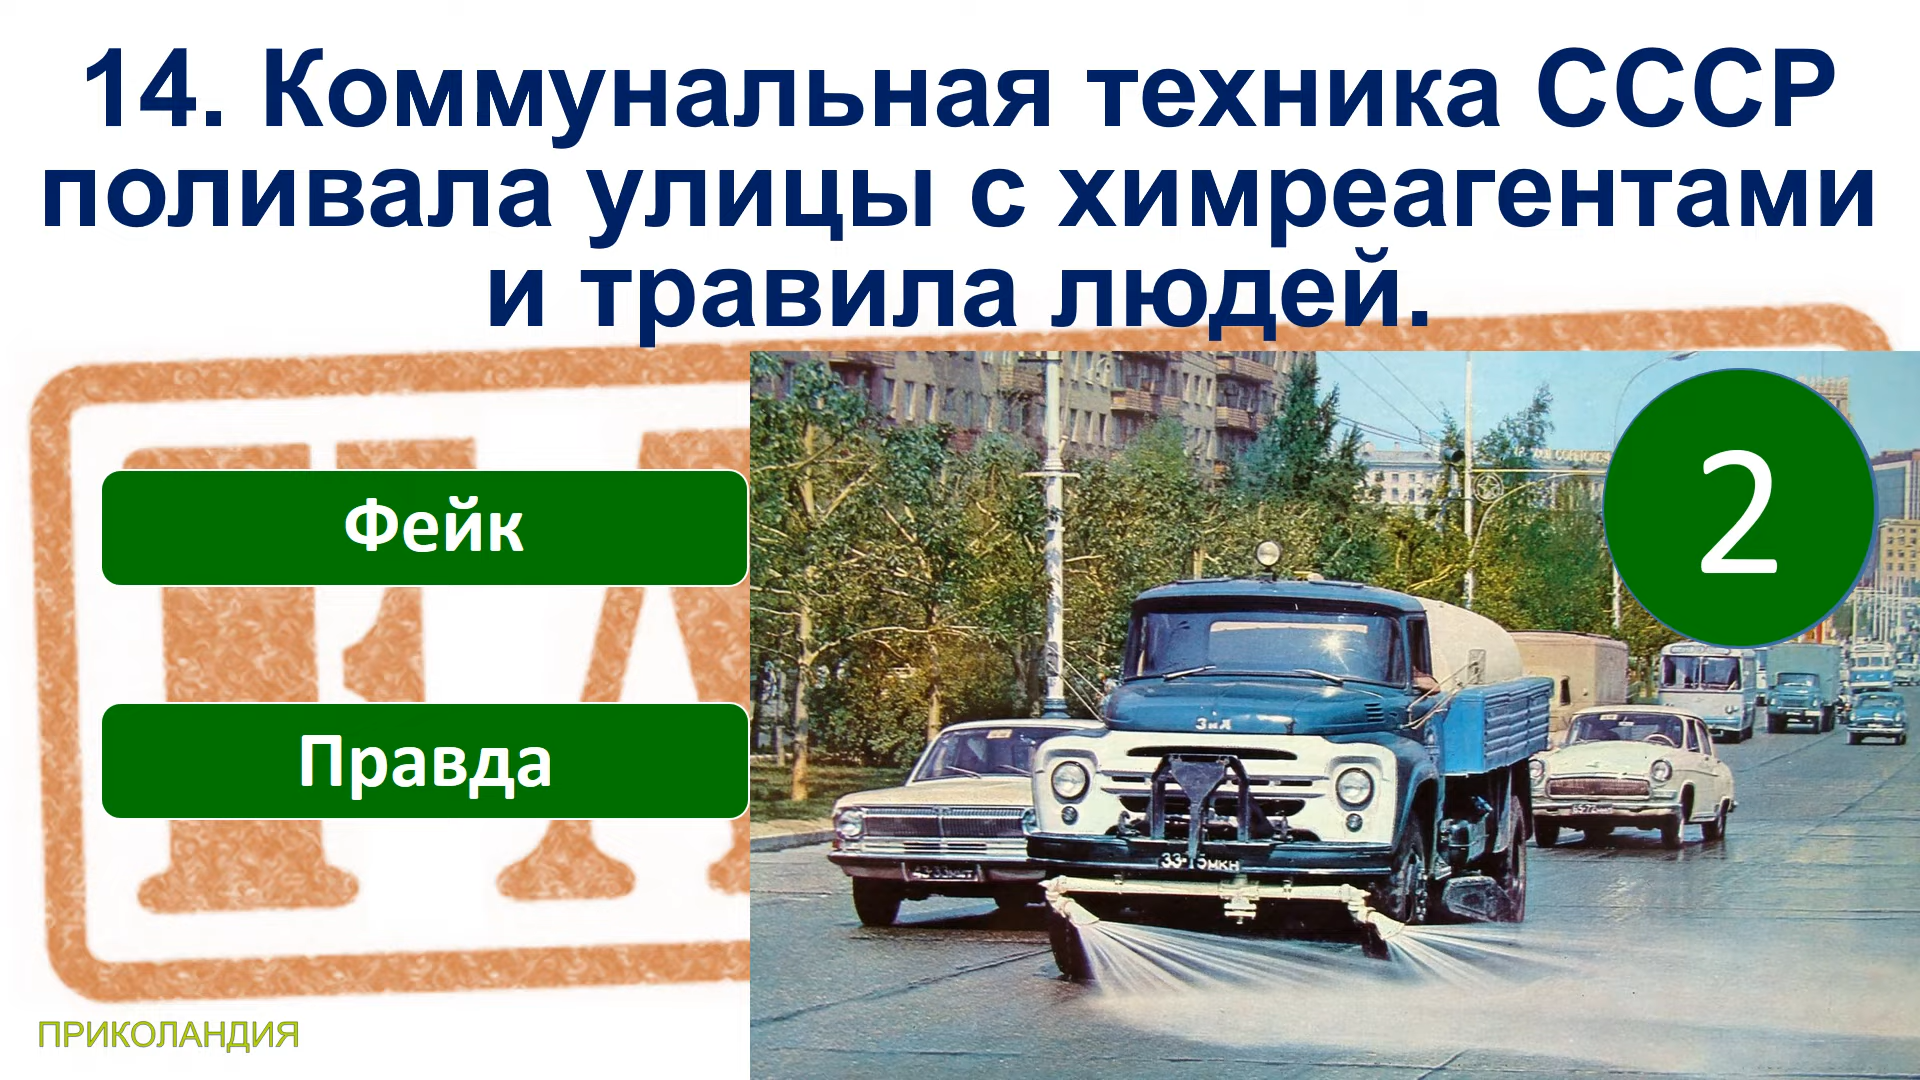 14. Коммунальная техника СССР
поливала улицы с химреагентами
и травила людей.
2
Фейк
Правда
ЗиЛ
ПРИКОЛАНДИЯ